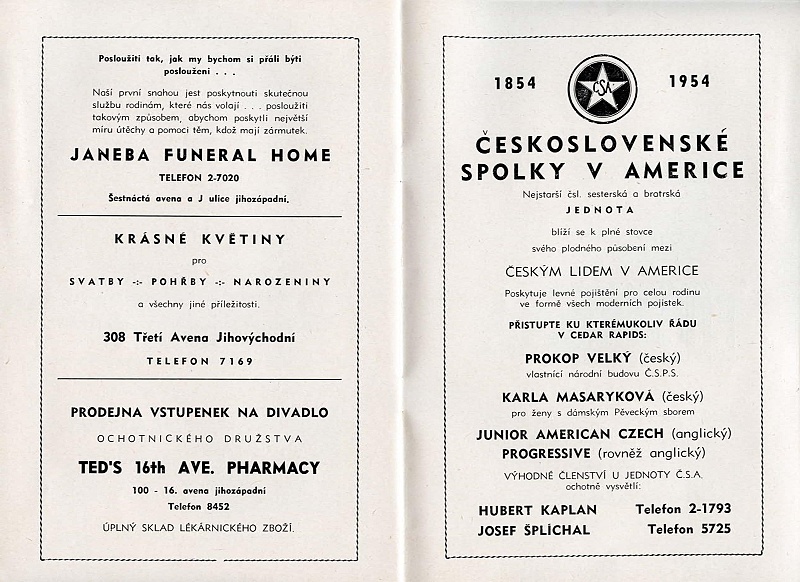 Posloužiti tak, jak my bychom si přáli býti
posloužení . . .
Naší první snahou jest poskytnouti skutečnou
službu rodinám, které nás volají . . . posloužiti
takovým způsobem, abychom poskytli největší
míru útěchy a pomoci těm, kdož mají zármutek.
JANEBA FUNERAL HOME
TELEFON 2-7020
Šestnáctá avena a J ulice jihozápadní.
KRÁSNÉ KVĚTINY
pro
SVATBY -:- POHŘBY -:- NAROZENINY
a všechny jiné příležitosti.
308 Třetí Avena Jihovýchodní
TELEFON 7169
PRODEJNA VSTUPENEK NA DIVADLO
OCHOTNICKÉHO DRUŽSTVA
TED'S 16th AVE. PHARMACY
100 - 16. avena jihozápadní
Telefon 8452
ÚPLNÝ SKLAD LÉKÁRNICKÉHO ZBOŽÍ.
1854 ČSA 1954
ČESKOSLOVENSKÉ
SPOLKY V AMERICE
Nejstarší čsl. sesterská a bratrská
JEDNOTA
blíží se k plné stovce
svého plodného působení mezi
ČESKÝM LIDEM V AMERICE
Poskytuje levné pojištění pro celou rodinu
ve formě všech moderních pojistek.
PŘISTUPTE KU KTERÉMUKOLIV ŘÁDU
V CEDAR RAPIDS:
PROKOP VELKÝ (český)
vlastnící národní budovu Č.S.P.S.
KARLA MASARYKOVÁ (český)
pro ženy s dámským Pěveckým sborem
JUNIOR AMERICAN CZECH (anglický)
PROGRESSIVE (rovněž anglický)
VÝHODNÉ ČLENSTVÍ U JEDNOTY Č.S.A.
ochotně vysvětlí:
HUBERT KAPLAN Telefon 2-1793
JOSEF ŠPLÍCHAL Telefon 5725